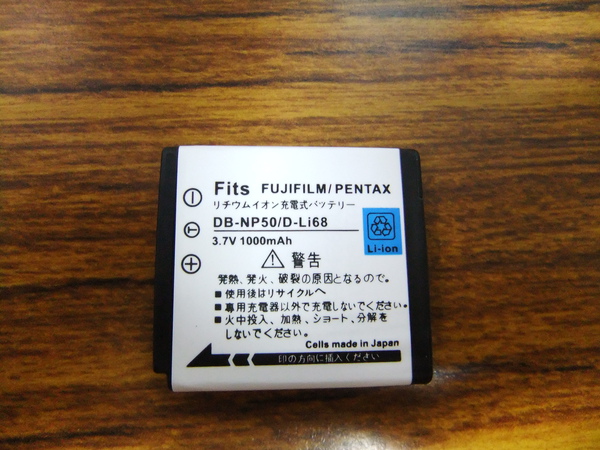 Fits FUJIFILM/PENTAX
リチウムイオン充電式バッテリー
DB-NP50/D-Li68
3.7V 1000mAh
Li-ion
警告
発熱、発火、破裂の原因となるので。
■使用後はリサイクルへ
■専用充電器以外で充電しないでください。
■火中投入、加熱、ショート、分解を
しないでください。
Cells made in Japan
印の方向に插入ください